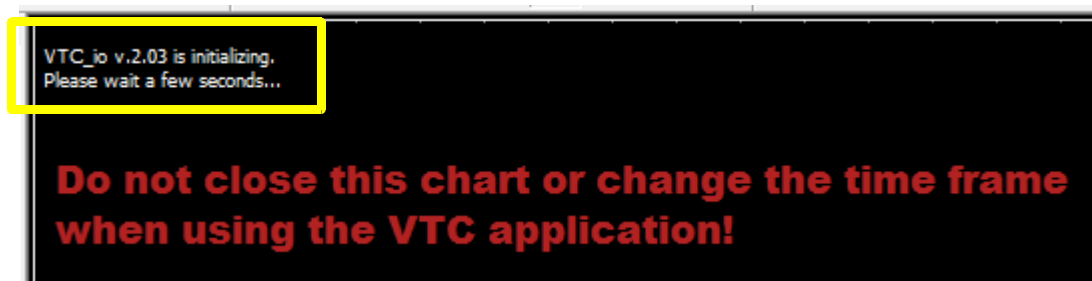 VTC_io v.2.03 is initializing.
Please wait a few seconds...
Do not close this chart or change the time frame
when using the VTC application!